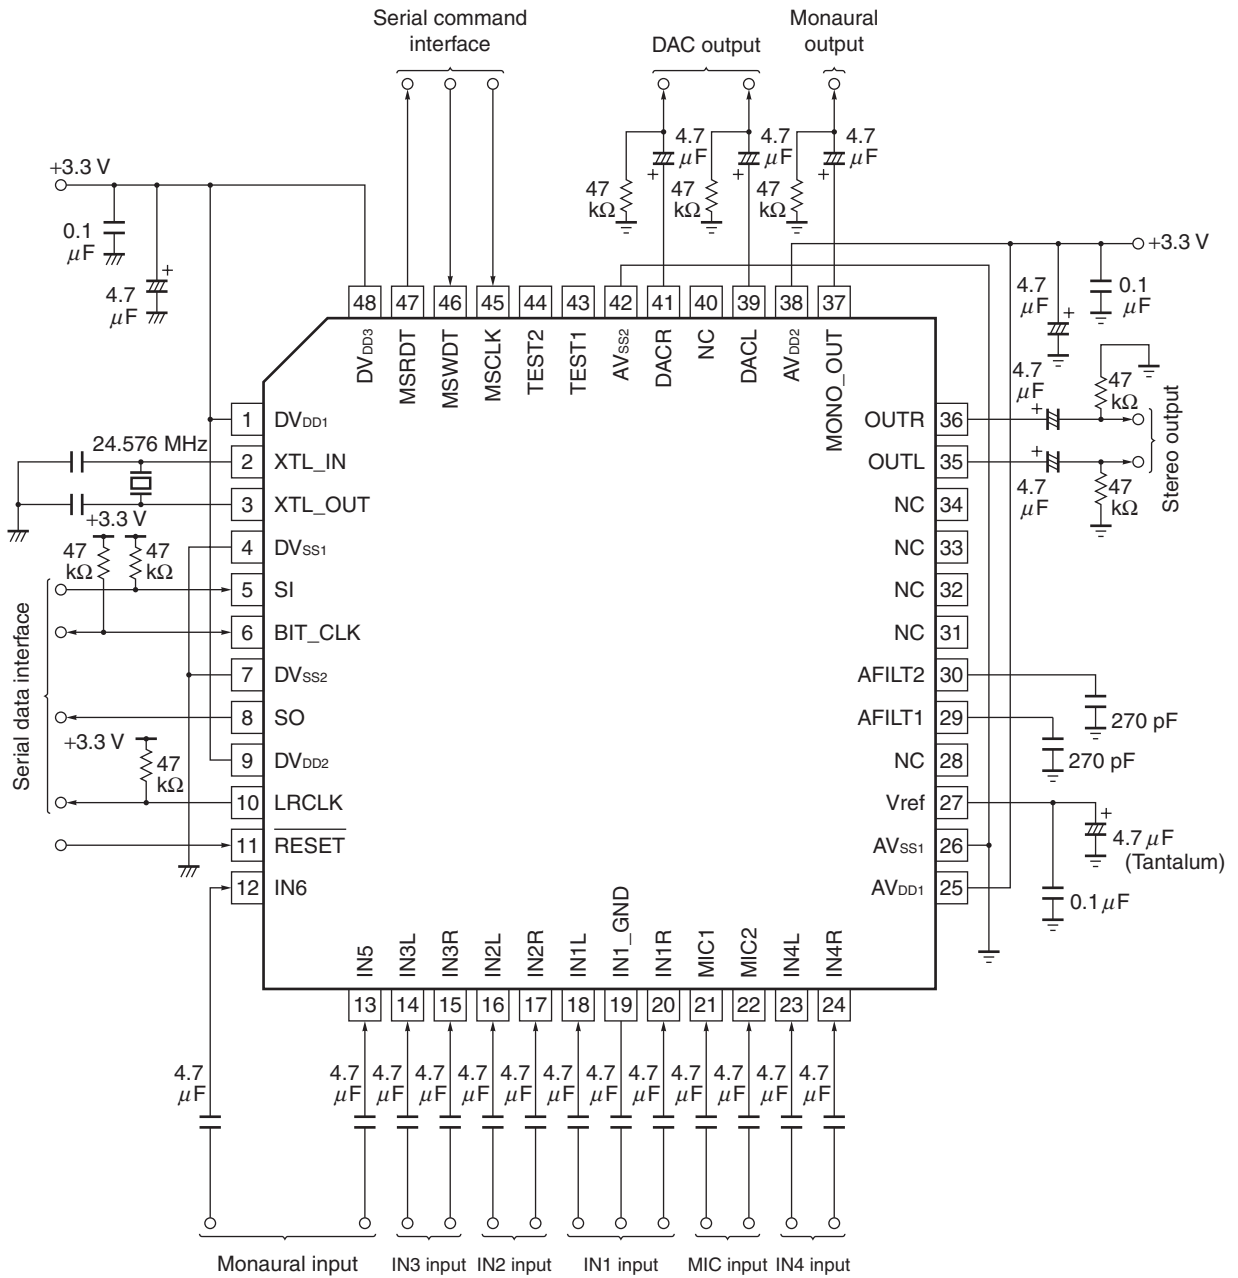 Serial command
interface
DAC output
Monaural
output
+3.3 V
0.1
μF
4.7
μF
47
kΩ
4.7
μF
47
kΩ
4.7
μF
47
kΩ
4.7
μF
+3.3 V
4.7
μF
0.1
μF
48 47 46 45 44 43 42 41 40 39 38 37
DVDD3
MSRDT
MSWDT
MSCLK
TEST2
TEST1
AVSS2
DACR
NC
DACL
AVDD2
MONO_OUT
1 DVDD1
24.576 MHz
2 XTL_IN
3 XTL_OUT
+3.3 V
47
kΩ
47
kΩ
4 DVSS1
5 SI
6 BIT_CLK
7 DVSS2
8 SO
+3.3 V
47
kΩ
9 DVDD2
10 LRCLK
11 RESET
12 IN6
Serial data interface
OUTR 36
OUTL 35
NC 34
NC 33
NC 32
NC 31
AFILT2 30
AFILT1 29
NC 28
Vref 27
AVSS1 26
AVDD1 25
4.7
μF
+
47
kΩ
+
4.7
μF
47
kΩ
Stereo output
270 pF
270 pF
+
4.7 μF
(Tantalum)
0.1 μF
IN5
IN3L
IN3R
IN2L
IN2R
IN1L
IN1_GND
IN1R
MIC1
MIC2
IN4L
IN4R
13 14 15 16 17 18 19 20 21 22 23 24
4.7 4.7 4.7 4.7 4.7 4.7 4.7 4.7 4.7 4.7 4.7 4.7 4.7
μF μF μF μF μF μF μF μF μF μF μF μF μF
Monaural input IN3 input IN2 input IN1 input MIC input IN4 input